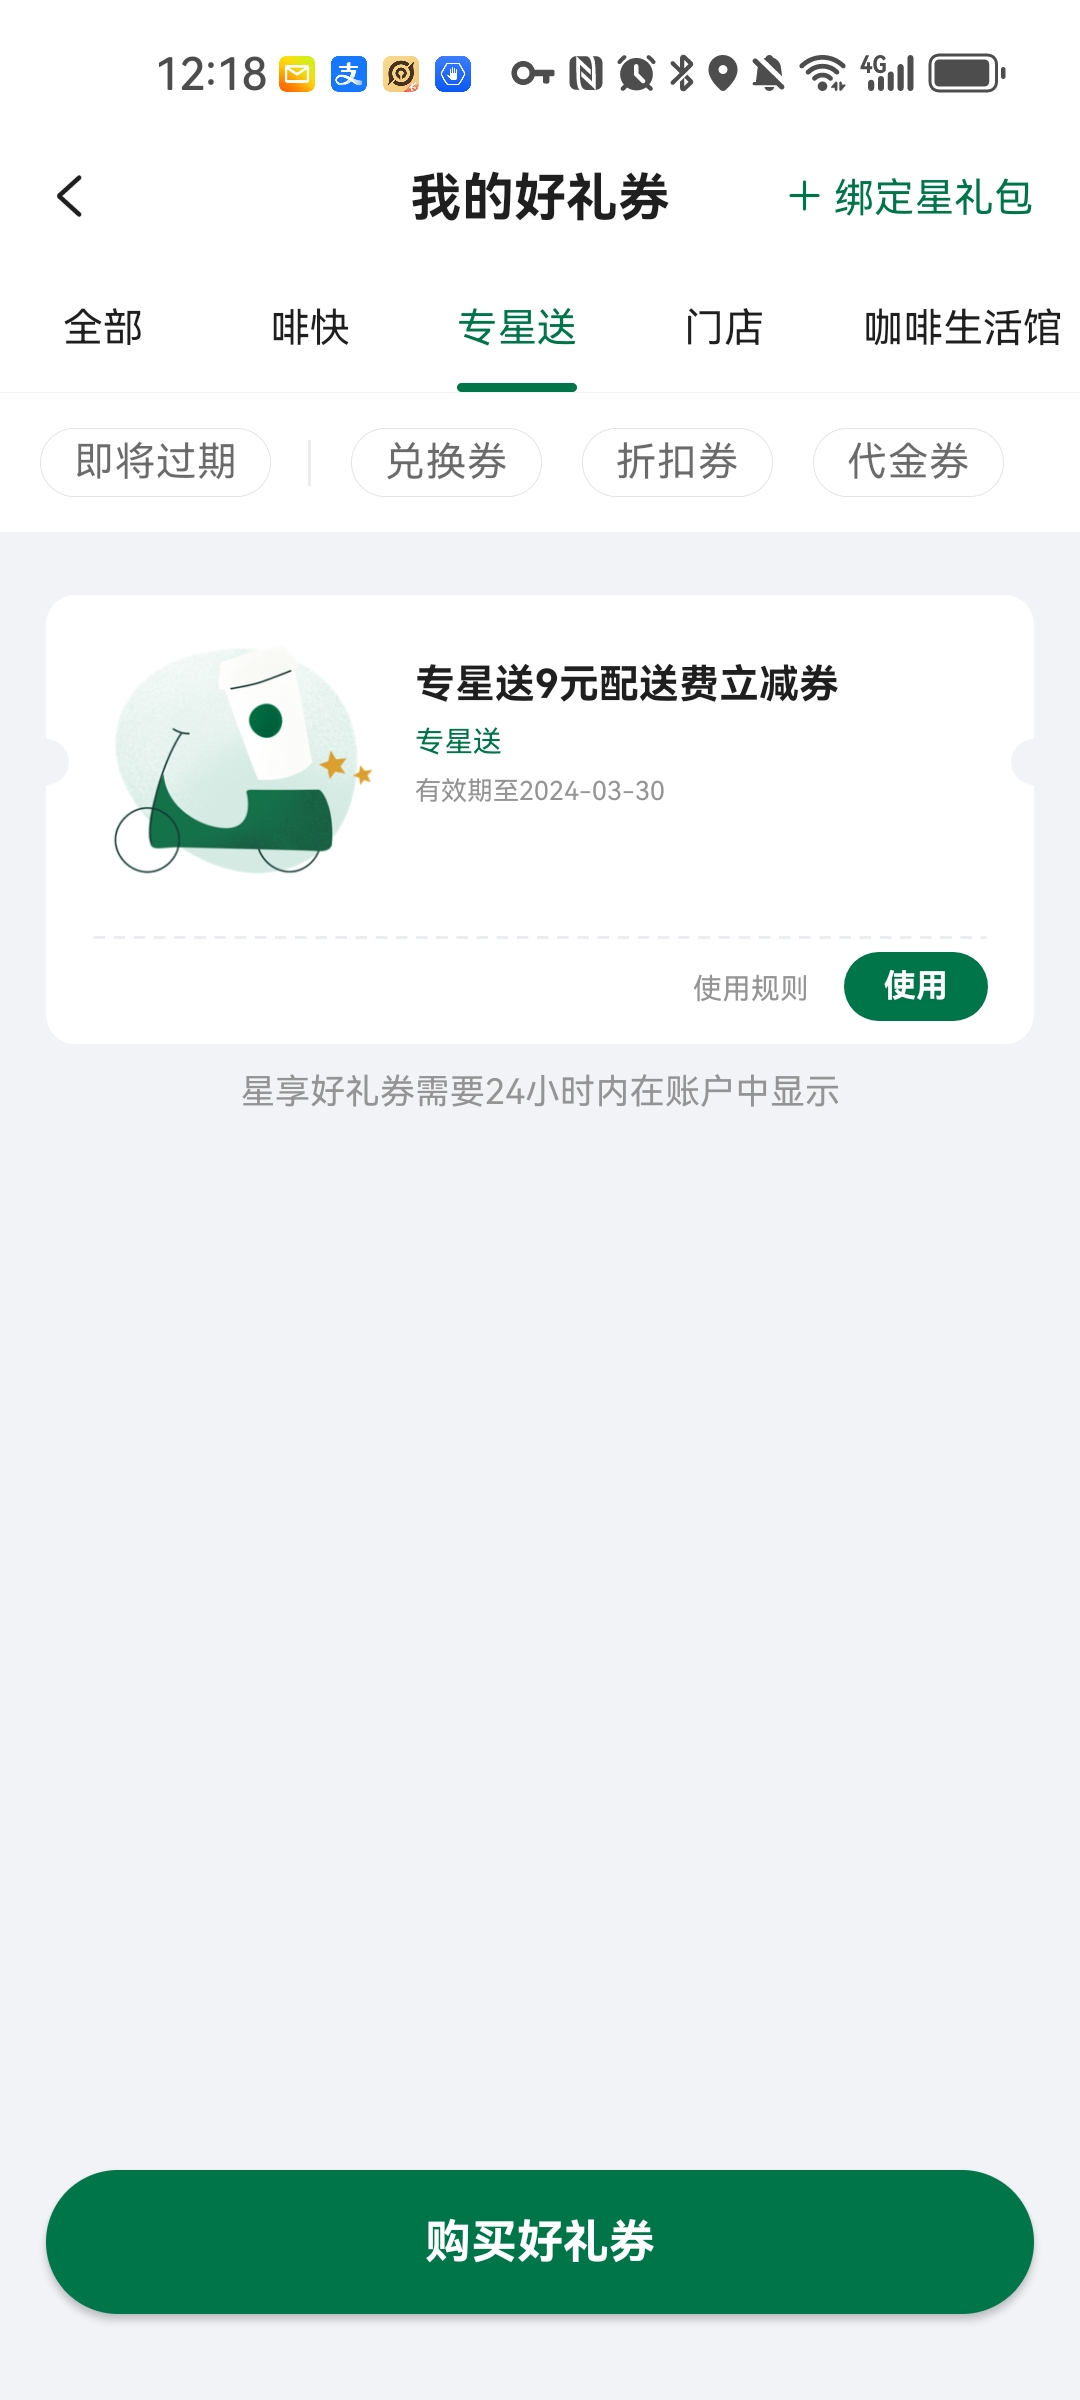 12:18
支
4G
我的好礼券
+ 绑定星礼包
全部 啡快 专星送 门店 咖啡生活馆
即将过期 兑换券 折扣券 代金券
专星送9元配送费立减券
专星送
有效期至2024-03-30
使用规则 使用
星享好礼券需要24小时内在账户中显示
购买好礼券